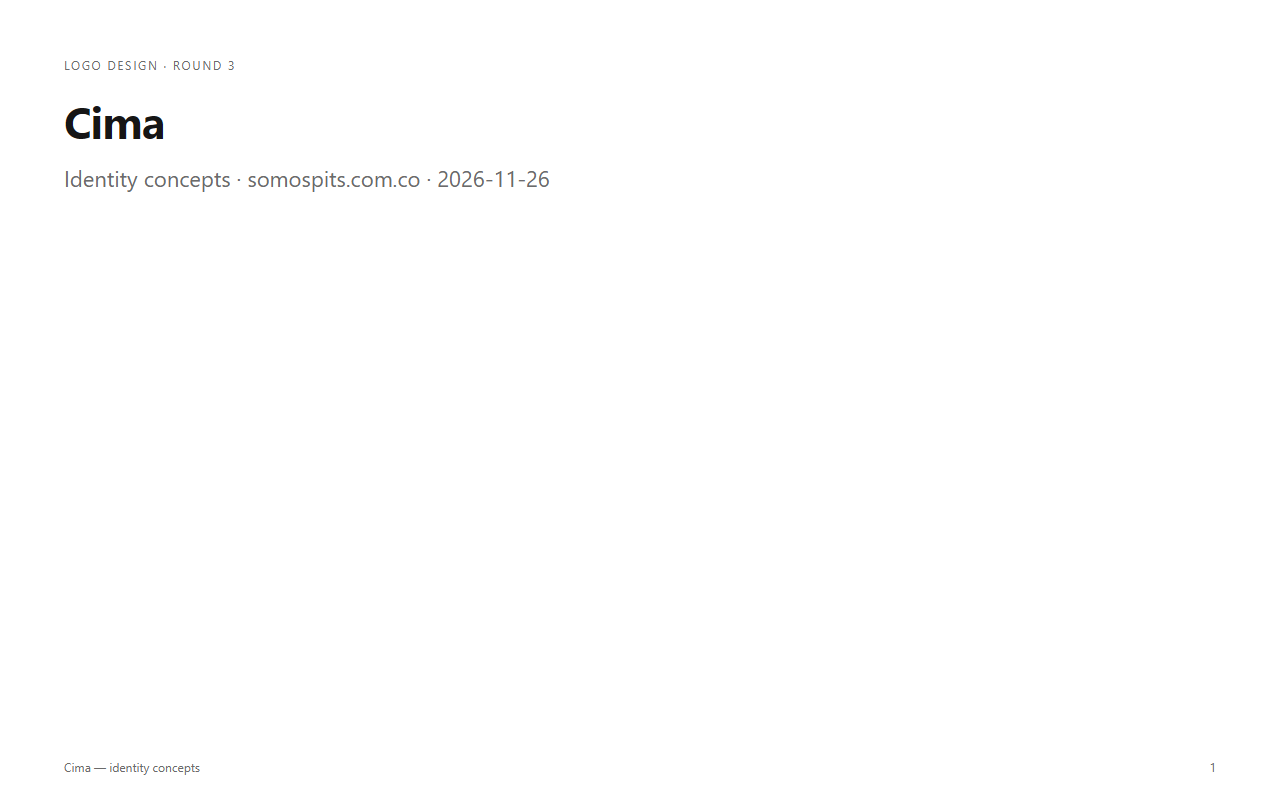 LOGO DESIGN · ROUND 3
Cima
Identity concepts · somospits.com.co · 2026-11-26
Cima — identity concepts
1